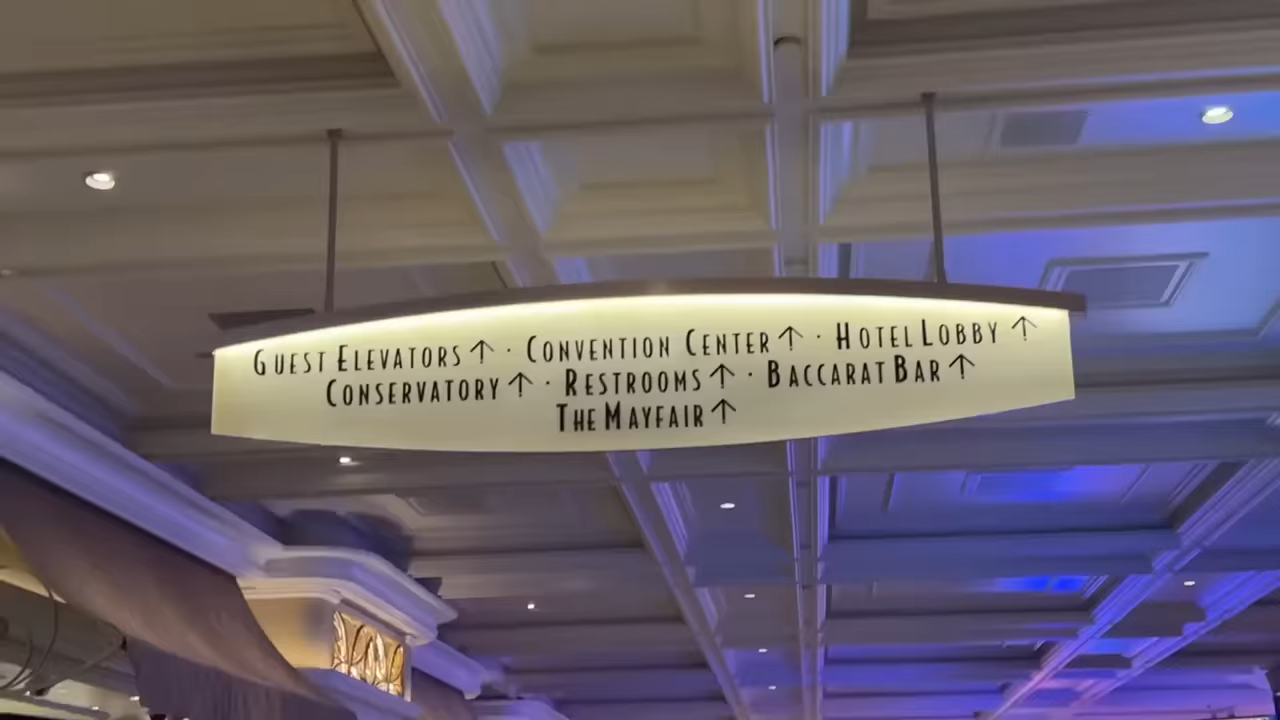 GUEST ELEVATORS ↑ · CONVENTION CENTER ↑ · HOTEL LOBBY ↑
CONSERVATORY ↑ · RESTROOMS ↑ · BACCARAT BAR ↑
THE MAYFAIR ↑